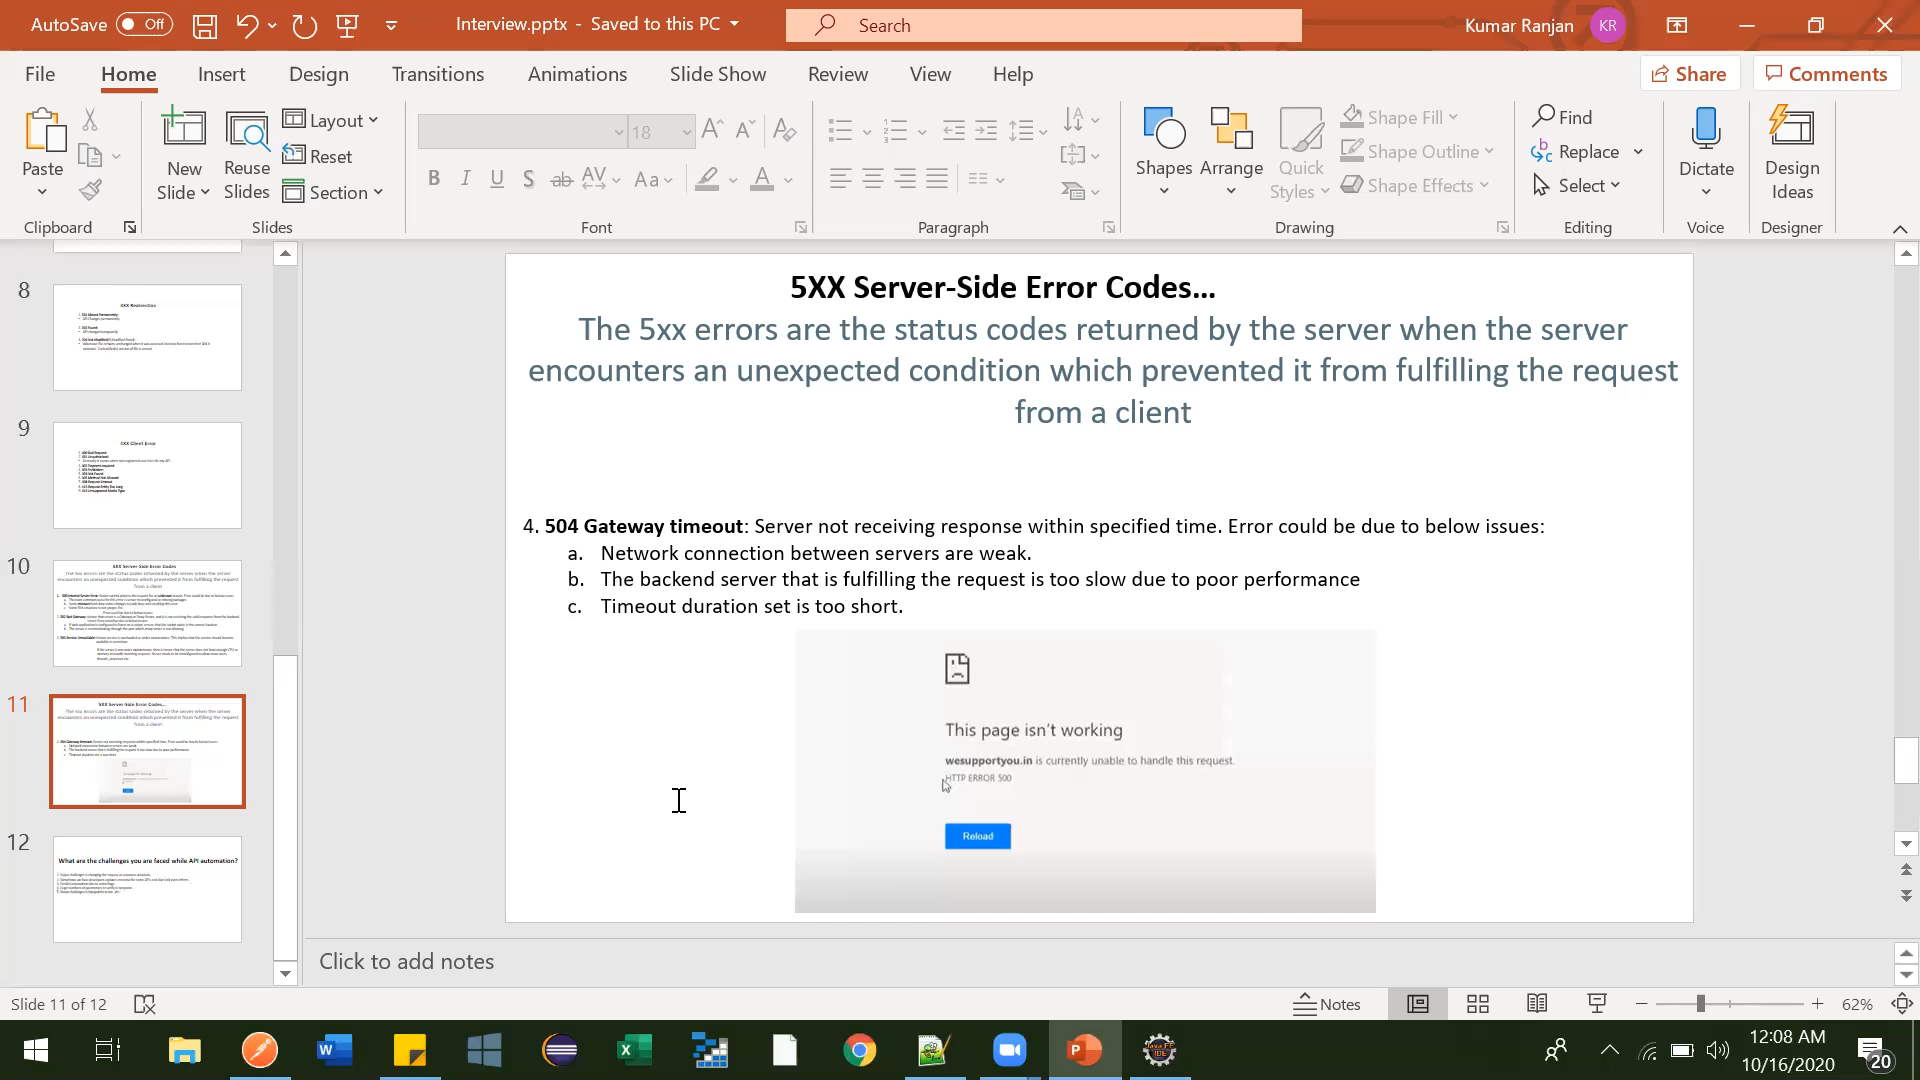 AutoSave Off Interview.pptx - Saved to this PC Search Kumar Ranjan KR
File Home Insert Design Transitions Animations Slide Show Review View Help Share Comments
Paste New Slide Reuse Slides Layout Reset Section 18 Shapes Arrange Quick Styles Shape Fill Shape Outline Shape Effects Find Replace Select Dictate Design Ideas
Clipboard Slides Font Paragraph Drawing Editing Voice Designer
8
9
10
11
12
What are the challenges you are faced while API automation?
5XX Server-Side Error Codes...
The 5xx errors are the status codes returned by the server when the server
encounters an unexpected condition which prevented it from fulfilling the request
from a client
4. 504 Gateway timeout: Server not receiving response within specified time. Error could be due to below issues:
a. Network connection between servers are weak.
b. The backend server that is fulfilling the request is too slow due to poor performance
c. Timeout duration set is too short.
This page isn't working
wesupportyou.in is currently unable to handle this request.
HTTP ERROR 500
Reload
Click to add notes
Slide 11 of 12 Notes 62%
12:08 AM
10/16/2020
20